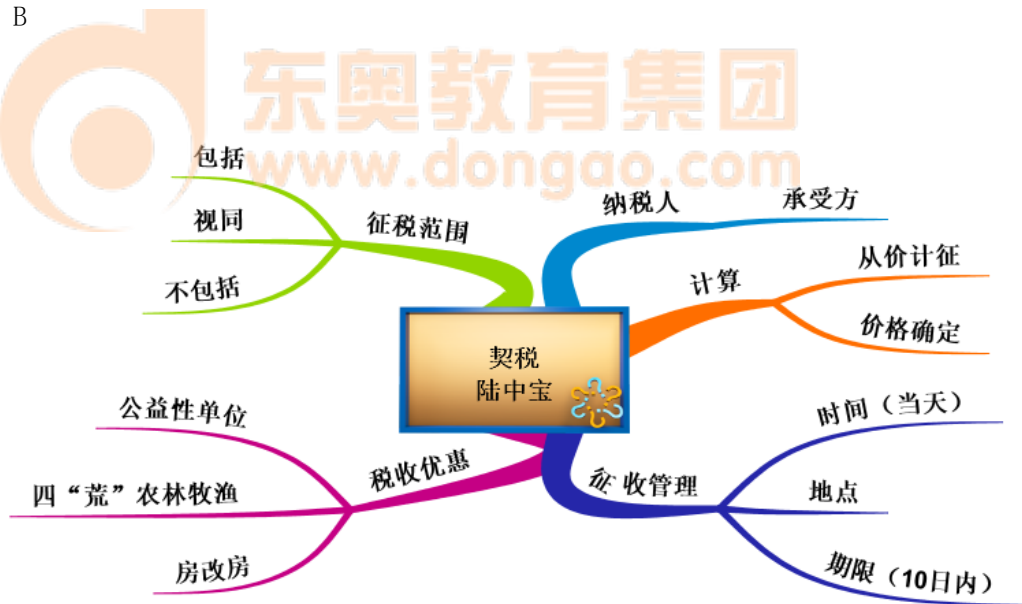 B
东奥教育集团
www.dongao.com
包括
视同
不包括
征税范围
纳税人
承受方
计算
从价计征
价格确定
契税
陆中宝
公益性单位
四“荒”农林牧渔
房改房
税收优惠
征收管理
时间（当天）
地点
期限（10日内）